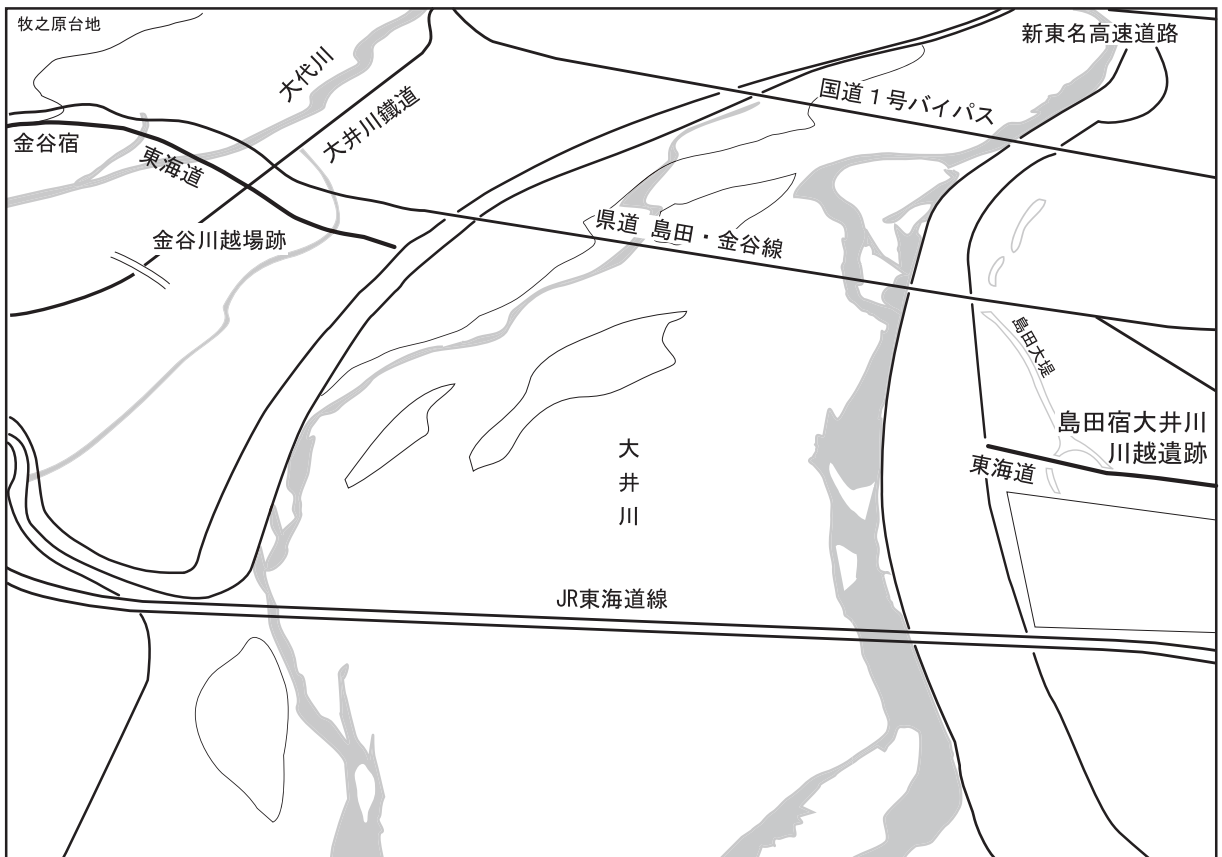 牧之原台地
新東名高速道路
大代川
国道1号バイパス
大井川鐵道
金谷宿
東海道
県道 島田・金谷線
金谷川越場跡
島田大堤
島田宿大井川
川越遺跡
東海道
大井川
JR東海道線